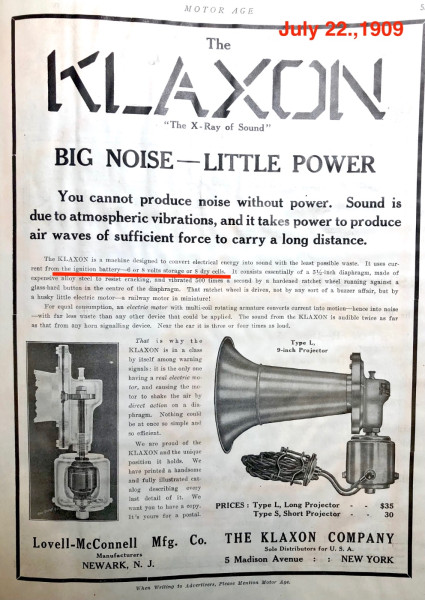 MOTOR AGE
July 22.,1909
The
KLAXON
"The X-Ray of Sound"
BIG NOISE—LITTLE POWER
You cannot produce noise without power. Sound is
due to atmospheric vibrations, and it takes power to produce
air waves of sufficient force to carry a long distance.
The KLAXON is a machine designed to convert electrical energy into sound with the least possible waste. It uses cur-
rent from the ignition battery—6 or 8 volts storage or 8 dry cells. It consists essentially of a 5½-inch diaphragm, made of
expensive alloy steel to resist cracking, and vibrated 500 times a second by a hardened ratchet wheel running against a
glass-hard button in the centre of the diaphragm. That ratchet wheel is driven, not by any sort of a buzzer affair, but by
a husky little electric motor—a railway motor in miniature!
For equal consumption, an electric motor with multi-coil rotating armature converts current into motion—hence into noise
—with far less waste than any other device that could be applied. The sound from the KLAXON is audible twice as far
as that from any horn signalling device. Near the car it is three or four times as loud.
That is why the
KLAXON is in a class
by itself among warning
signals: it is the only one
having a real electric mo-
tor, and causing the mo-
tor to shake the air by
direct action on a dia-
phragm. Nothing could
be at once so simple and
so efficient.
We are proud of the
KLAXON and the unique
position it holds. We
have printed a handsome
and fully illustrated cat-
alog describing every
last detail of it. We
want you to have a copy.
It's yours for a postal.
Type L,
9-inch Projector
PRICES: Type L, Long Projector - - $35
Type S, Short Projector - - 30
Lovell-McConnell Mfg. Co.
Manufacturers
NEWARK, N. J.
THE KLAXON COMPANY
Sole Distributors for U. S. A.
5 Madison Avenue : : NEW YORK
When Writing to Advertisers, Please Mention Motor Age.